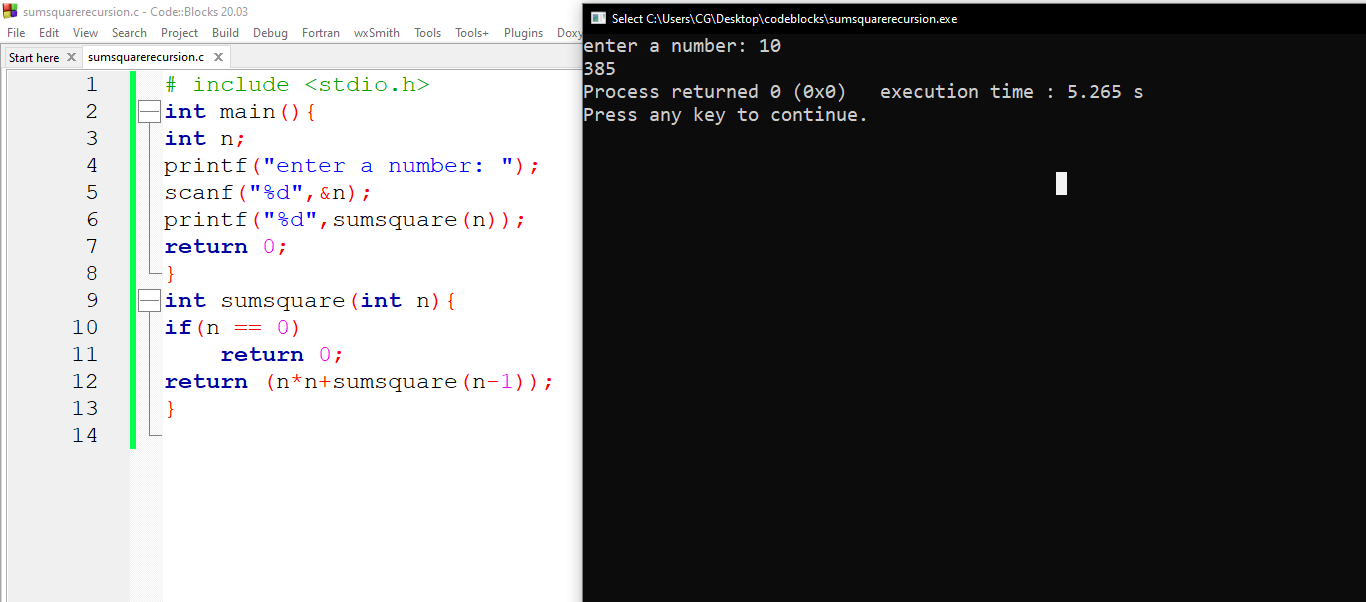 sumsquarerecursion.c - Code::Blocks 20.03
File Edit View Search Project Build Debug Fortran wxSmith Tools Tools+ Plugins Doxy
Start here X sumsquarerecursion.c X
1 # include <stdio.h>
2 int main(){
3 int n;
4 printf("enter a number: ");
5 scanf("%d",&n);
6 printf("%d",sumsquare(n));
7 return 0;
8 }
9 int sumsquare(int n){
10 if(n == 0)
11 return 0;
12 return (n*n+sumsquare(n-1));
13 }
14
Select C:\Users\CG\Desktop\codeblocks\sumsquarerecursion.exe
enter a number: 10
385
Process returned 0 (0x0) execution time : 5.265 s
Press any key to continue.